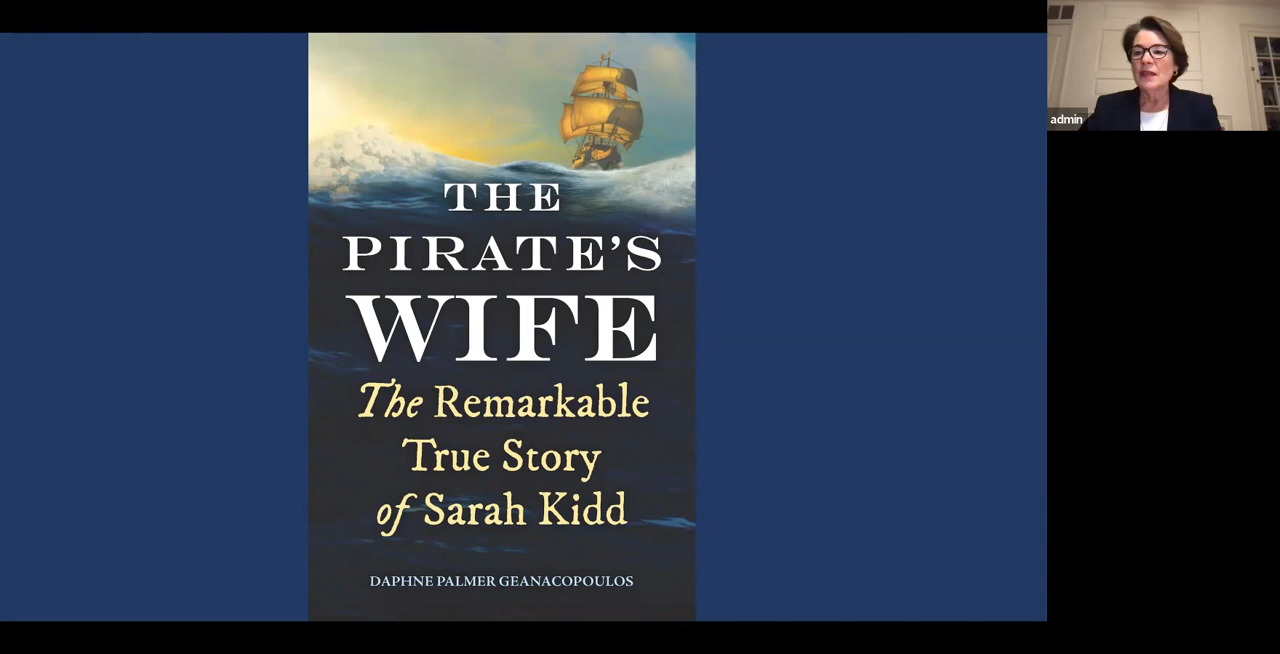 THE
PIRATE'S
WIFE
The Remarkable
True Story
of Sarah Kidd
DAPHNE PALMER GEANACOPOULOS
admin